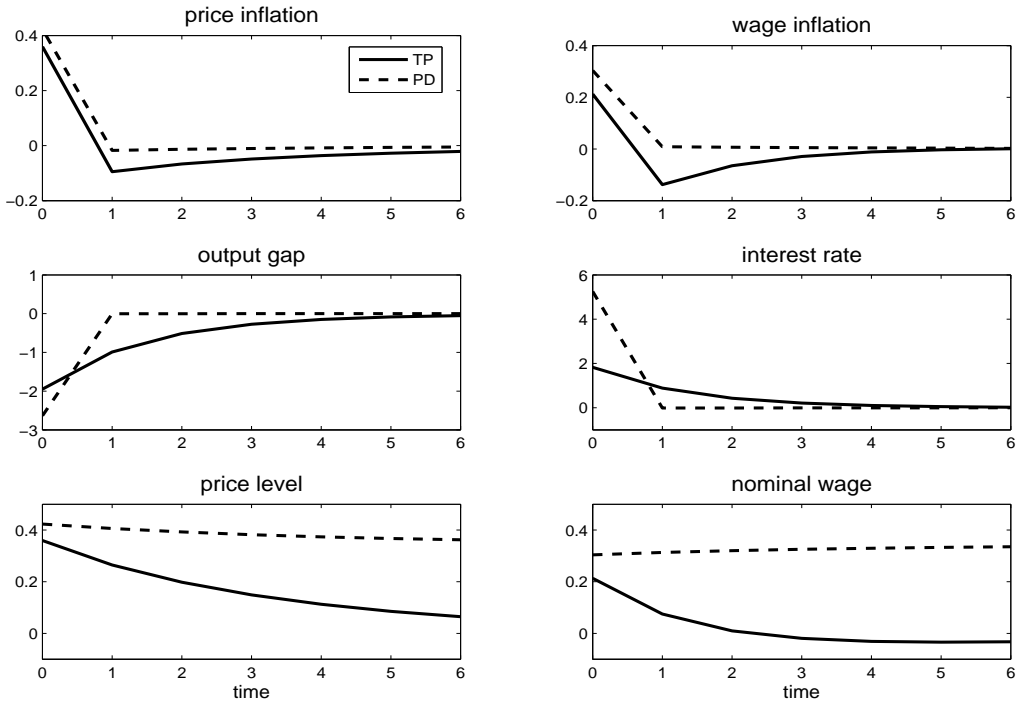 price inflation
0.4
0.2
0
−0.2
0 1 2 3 4 5 6
TP
PD
wage inflation
0.4
0.2
0
−0.2
0 1 2 3 4 5 6
output gap
1
0
−1
−2
−3
0 1 2 3 4 5 6
interest rate
6
4
2
0
0 1 2 3 4 5 6
price level
0.4
0.2
0
0 1 2 3 4 5 6
time
nominal wage
0.4
0.2
0
0 1 2 3 4 5 6
time